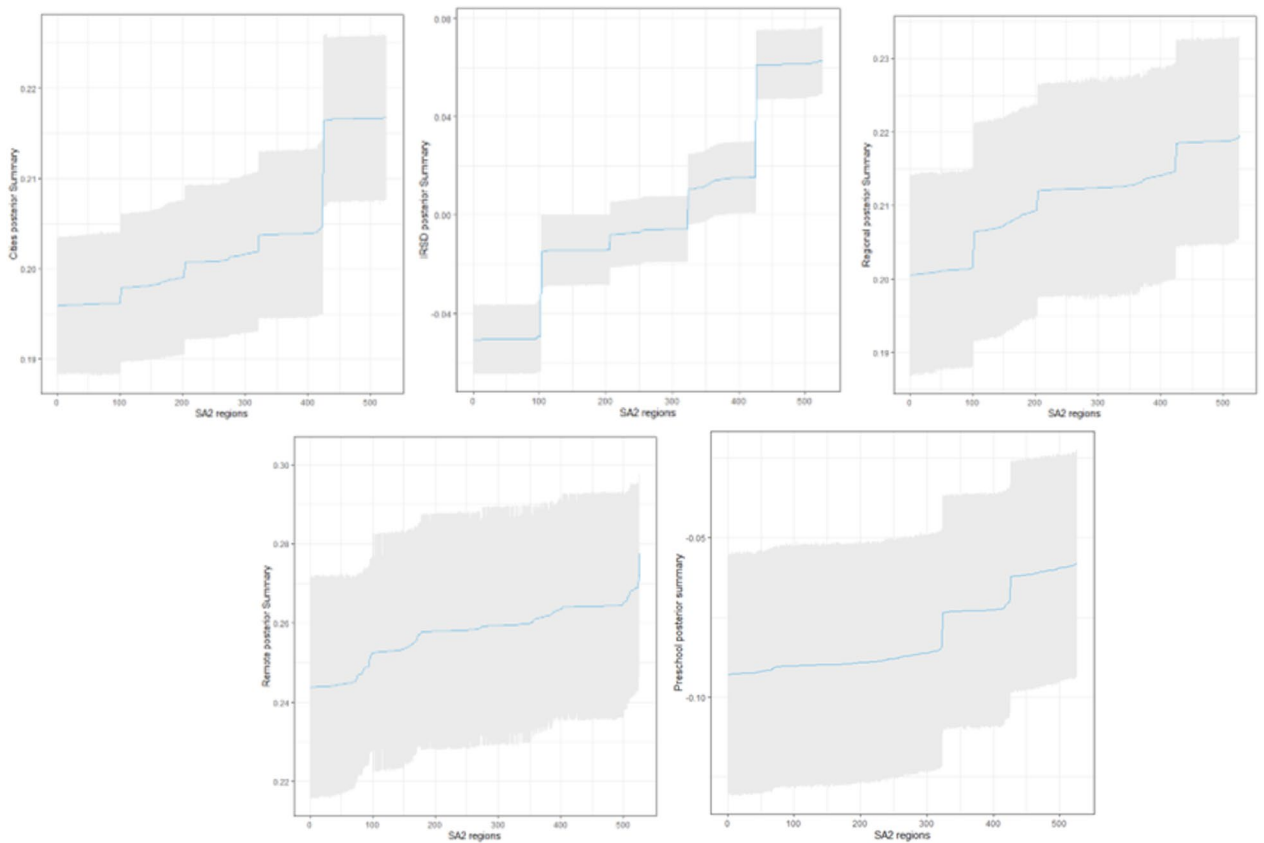 Cities posterior Summary
0.22
0.21
0.20
0.19
0 100 200 300 400 500
SA2 regions
IRSD posterior Summary
0.08
0.04
0.00
-0.04
0 100 200 300 400 500
SA2 regions
Regional posterior Summary
0.23
0.22
0.21
0.20
0.19
0 100 200 300 400 500
SA2 regions
Remote posterior Summary
0.30
0.28
0.26
0.24
0.22
0 100 200 300 400 500
SA2 regions
Preschool posterior summary
-0.05
-0.10
0 100 200 300 400 500
SA2 regions